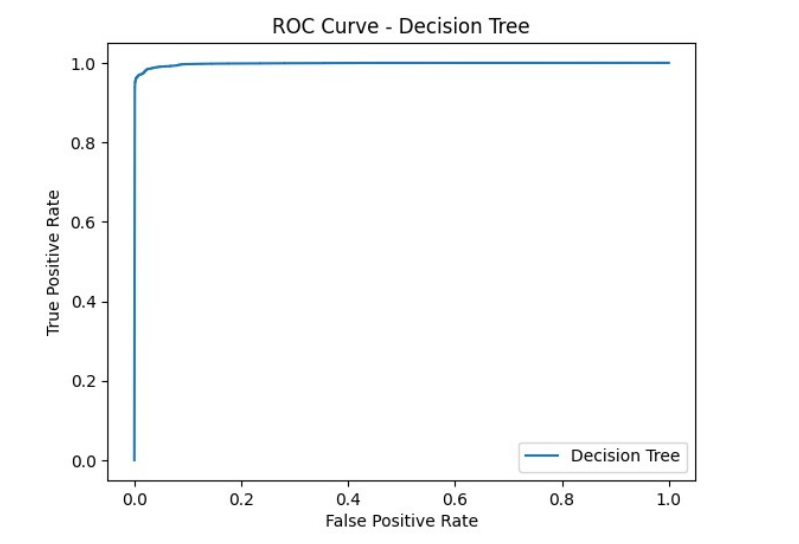 ROC Curve - Decision Tree
True Positive Rate
1.0
0.8
0.6
0.4
0.2
0.0
Decision Tree
0.0 0.2 0.4 0.6 0.8 1.0
False Positive Rate